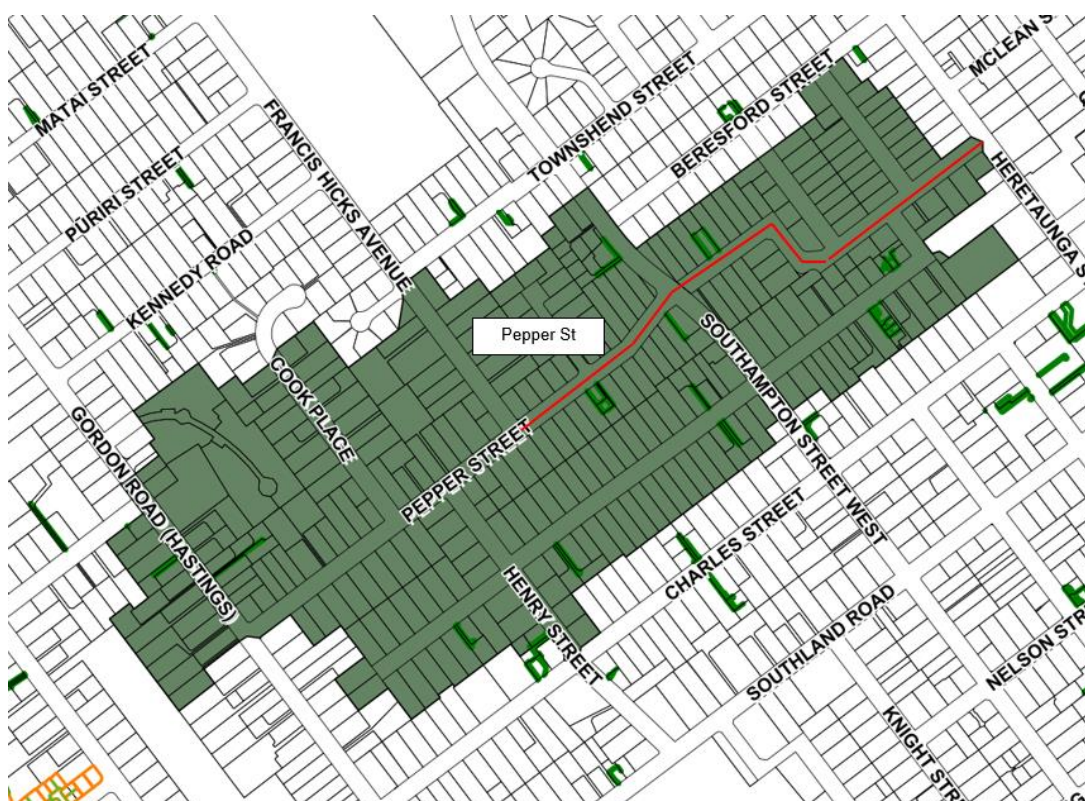 MATAI STREET
FRANCIS HICKS AVENUE
TOWNSHEND STREET
BERESFORD STREET
MCLEAN S
PŪRIRI STREET
KENNEDY ROAD
HERETAUNGA S
Pepper St
COOK PLACE
SOUTHAMPTON STREET WEST
GORDON ROAD (HASTINGS)
PEPPER STREET
CHARLES STREET
HENRY STREET
SOUTHLAND ROAD
NELSON STR
KNIGHT STR